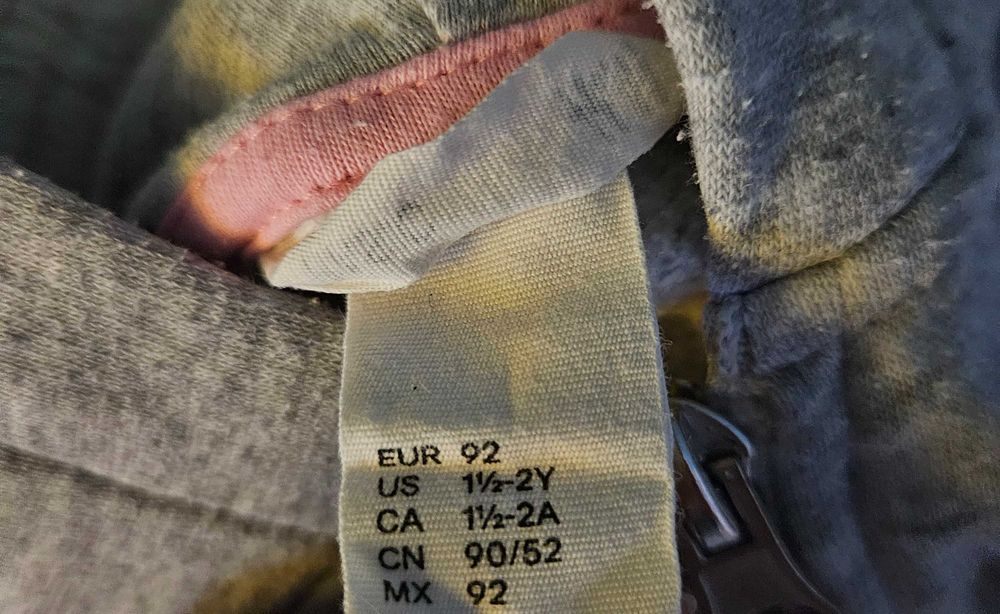 EUR 92
US 1½-2Y
CA 1½-2A
CN 90/52
MX 92